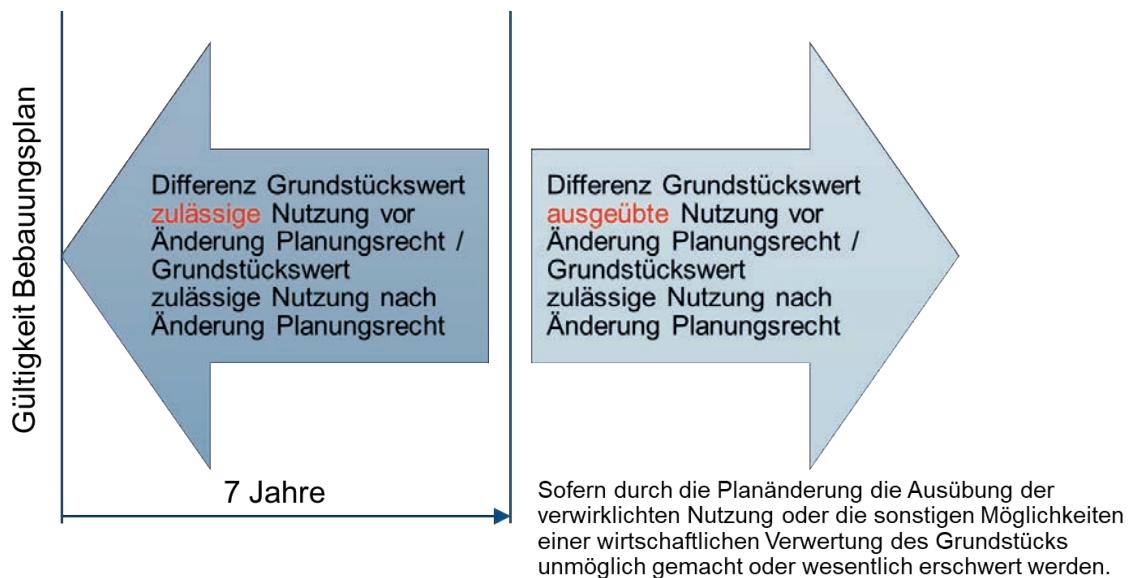 Gültigkeit Bebauungsplan
Differenz Grundstückswert
zulässige Nutzung vor
Änderung Planungsrecht /
Grundstückswert
zulässige Nutzung nach
Änderung Planungsrecht
Differenz Grundstückswert
ausgeübte Nutzung vor
Änderung Planungsrecht /
Grundstückswert
zulässige Nutzung nach
Änderung Planungsrecht
7 Jahre
Sofern durch die Planänderung die Ausübung der
verwirklichten Nutzung oder die sonstigen Möglichkeiten
einer wirtschaftlichen Verwertung des Grundstücks
unmöglich gemacht oder wesentlich erschwert werden.